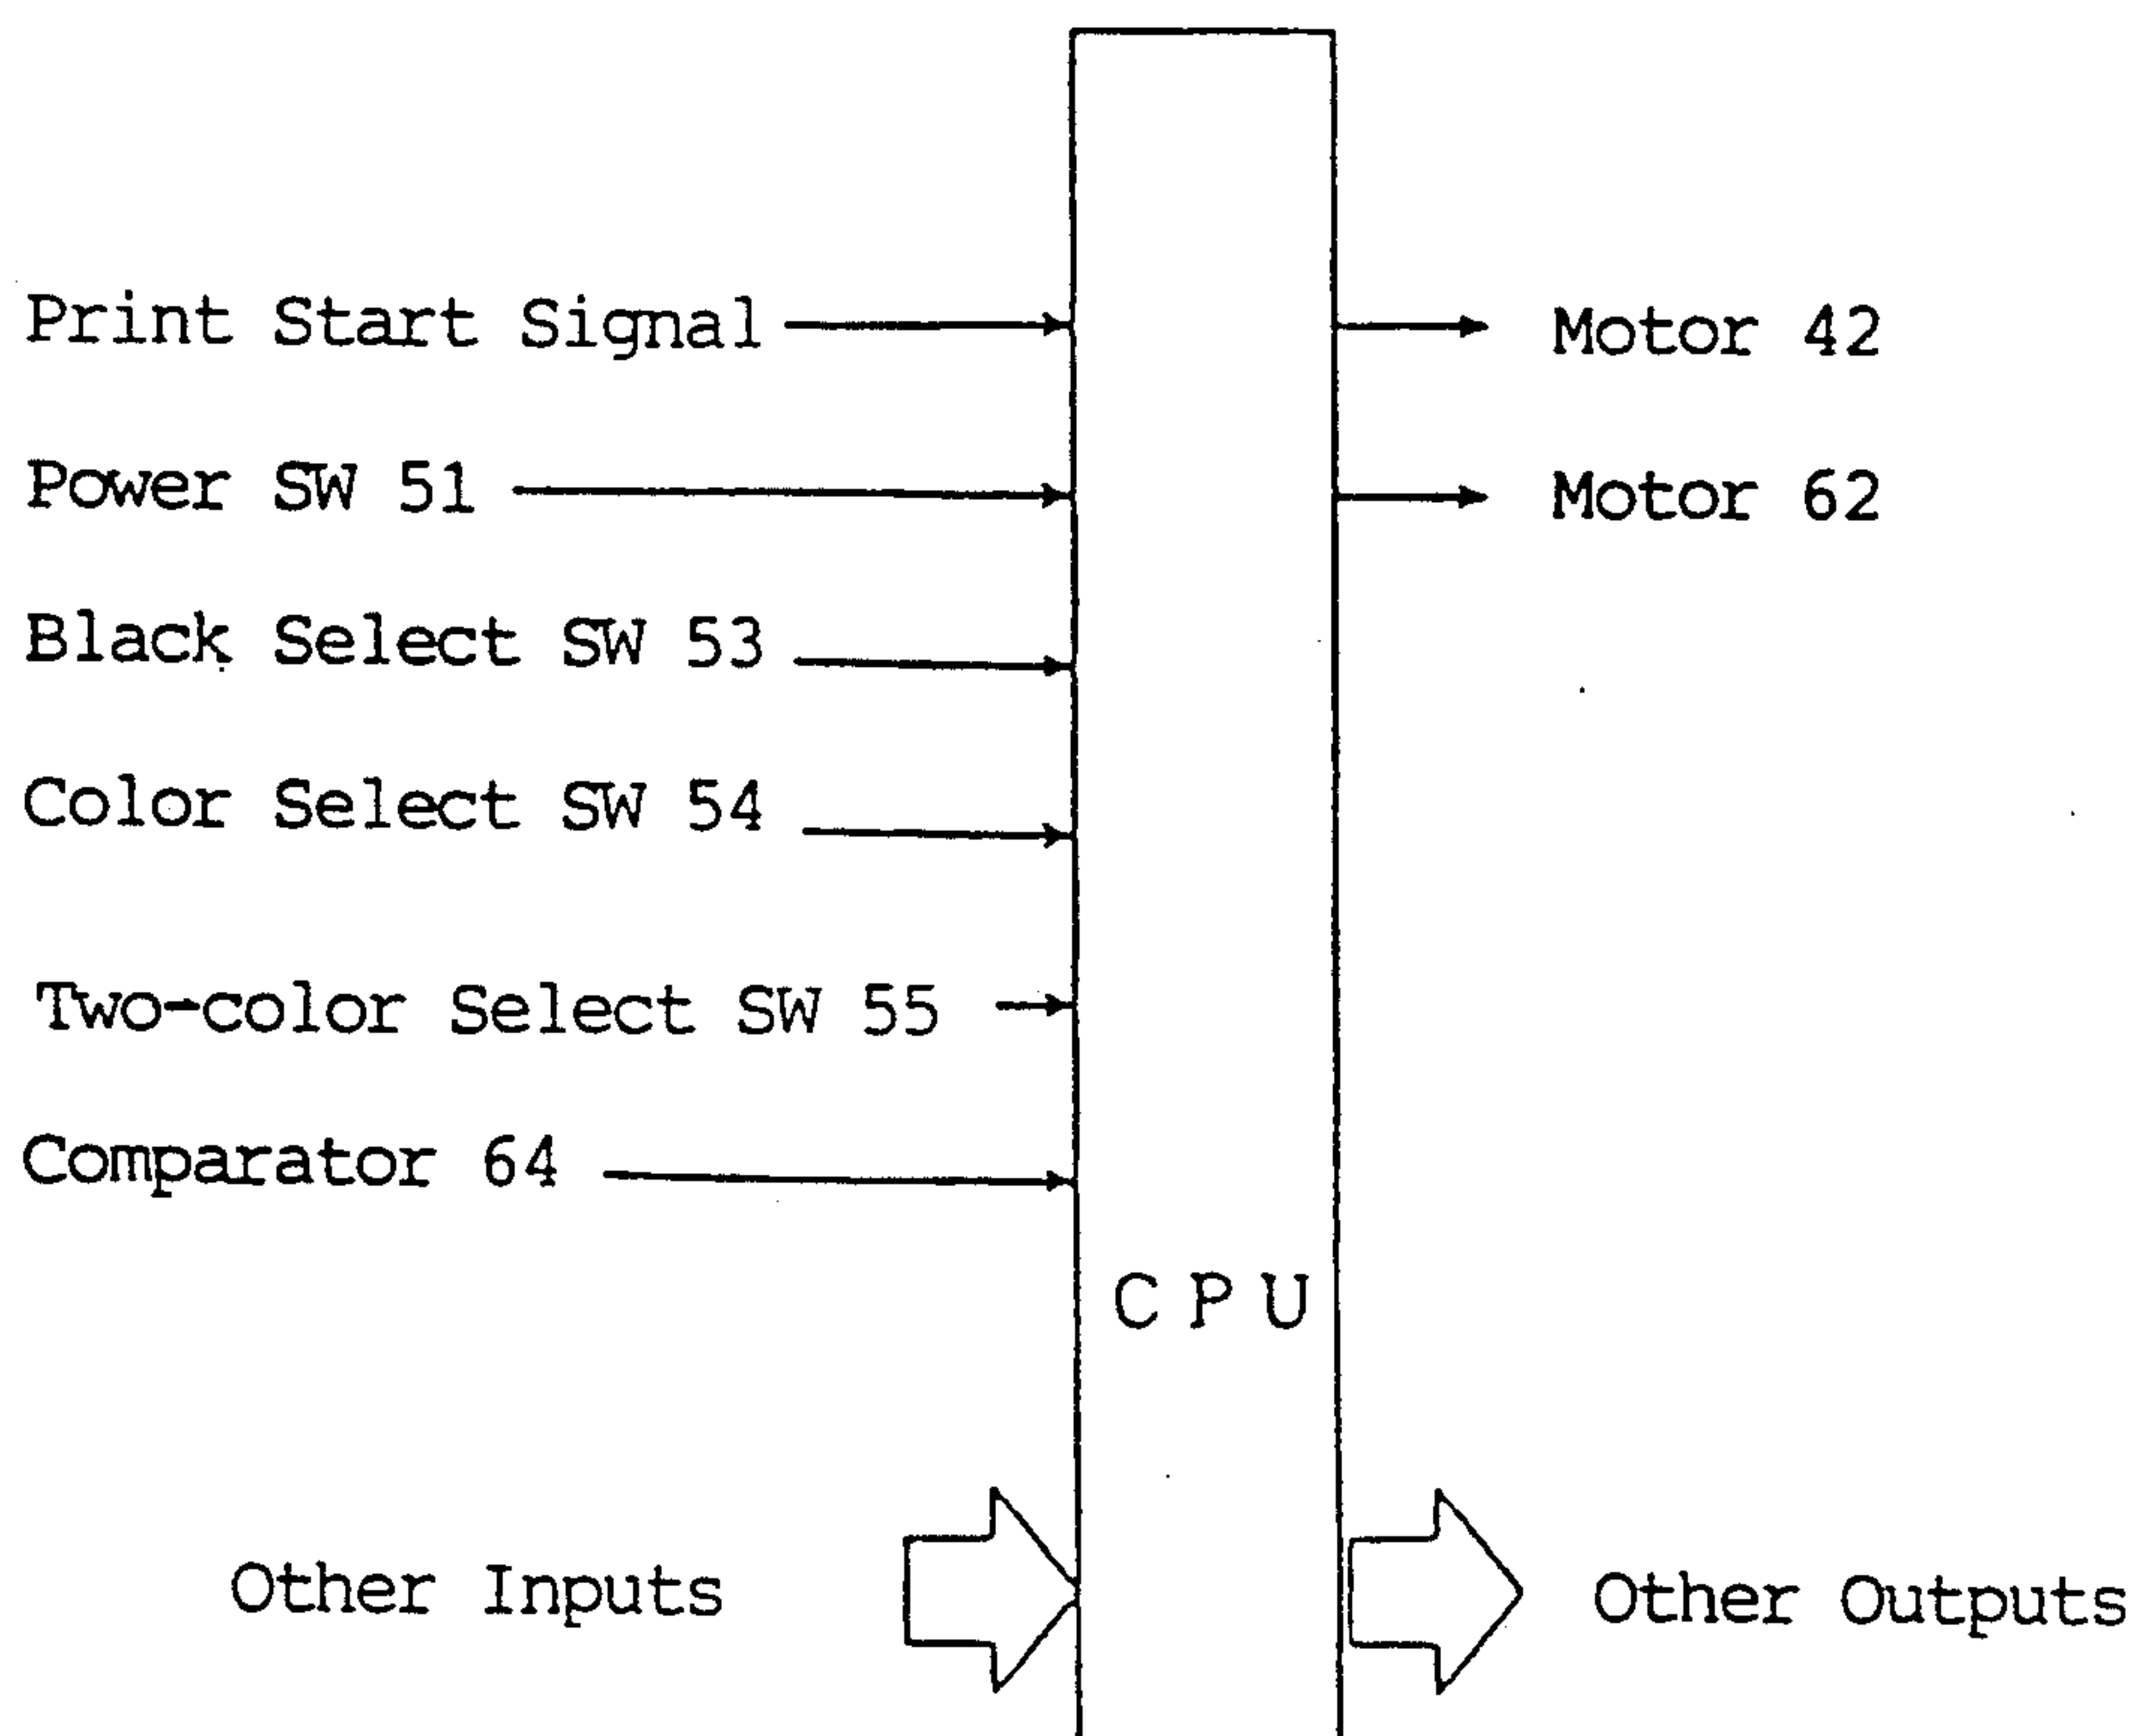 Print Start Signal
Motor 42
Power SW 51
Motor 62
Black Select SW 53
Color Select SW 54
Two-color Select SW 55
Comparator 64
CPU
Other Inputs
Other Outputs